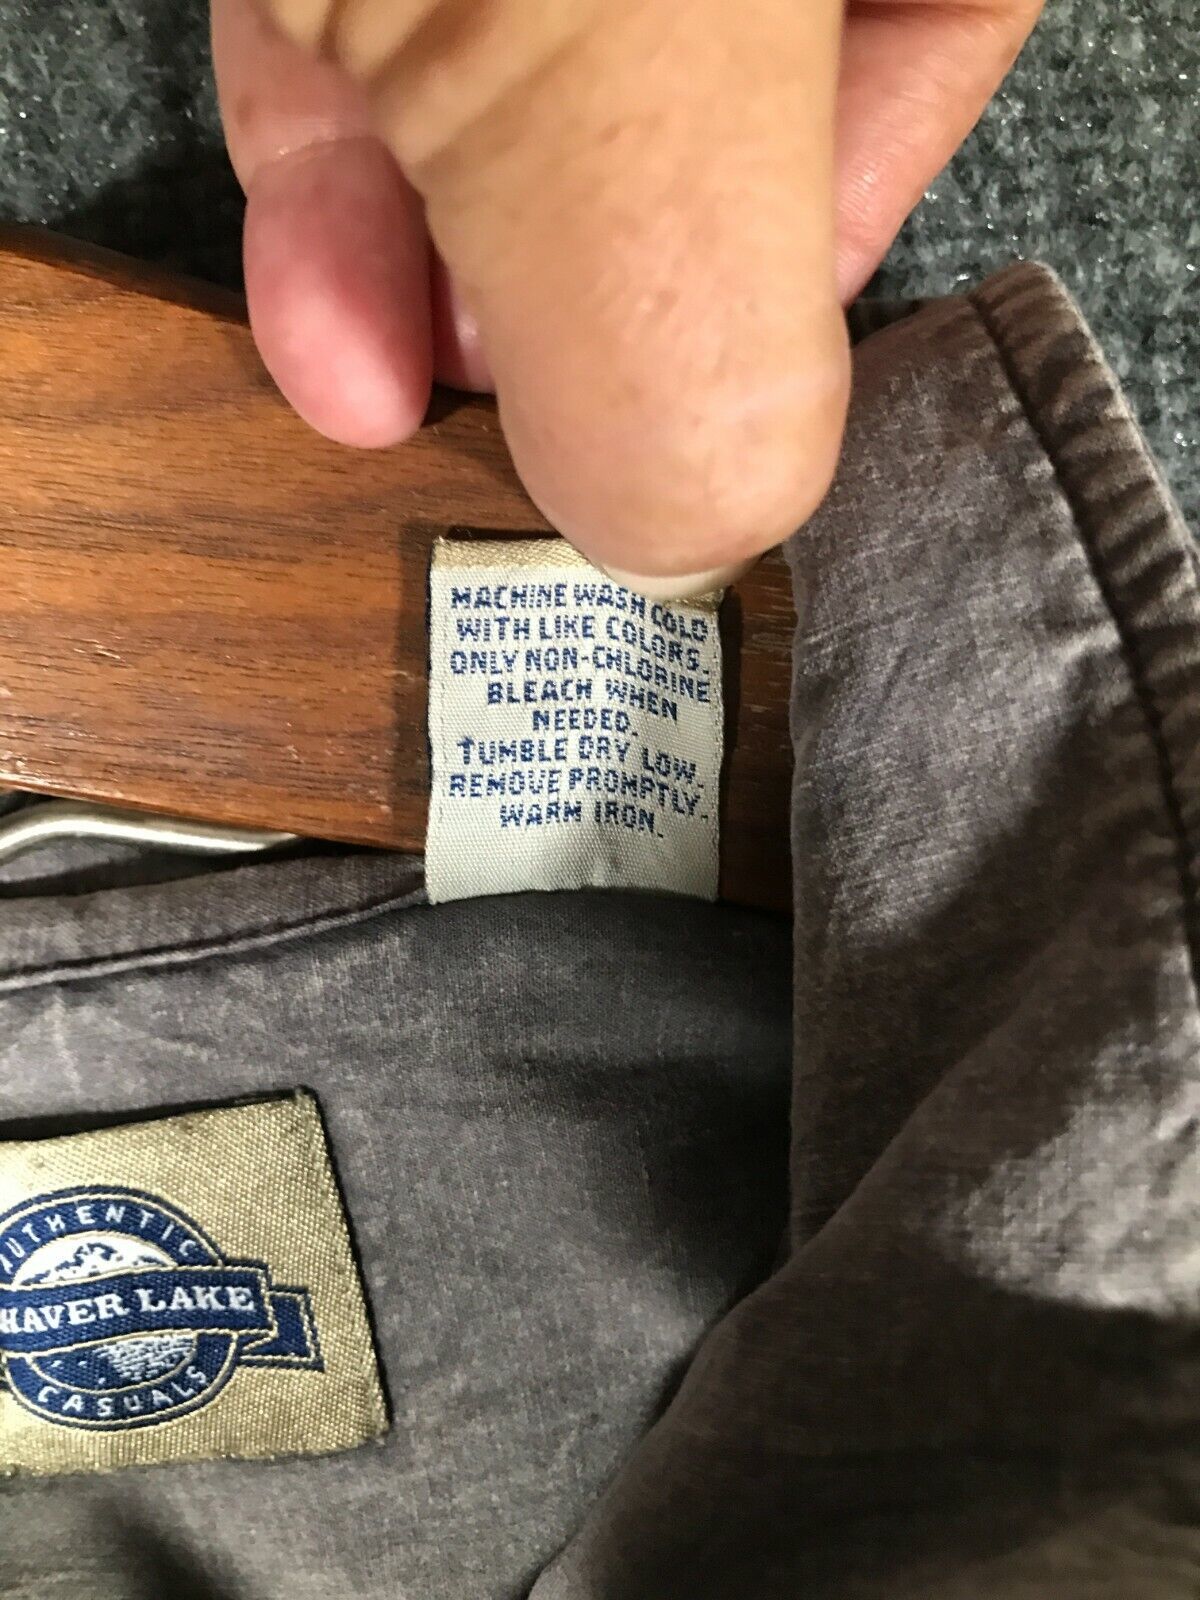 MACHINE WASH COLD
WITH LIKE COLORS.
ONLY NON-CHLORINE
BLEACH WHEN
NEEDED.
TUMBLE DRY LOW.
REMOVE PROMPTLY.
WARM IRON.
AUTHENTIC
HAVER LAKE
CASUALS